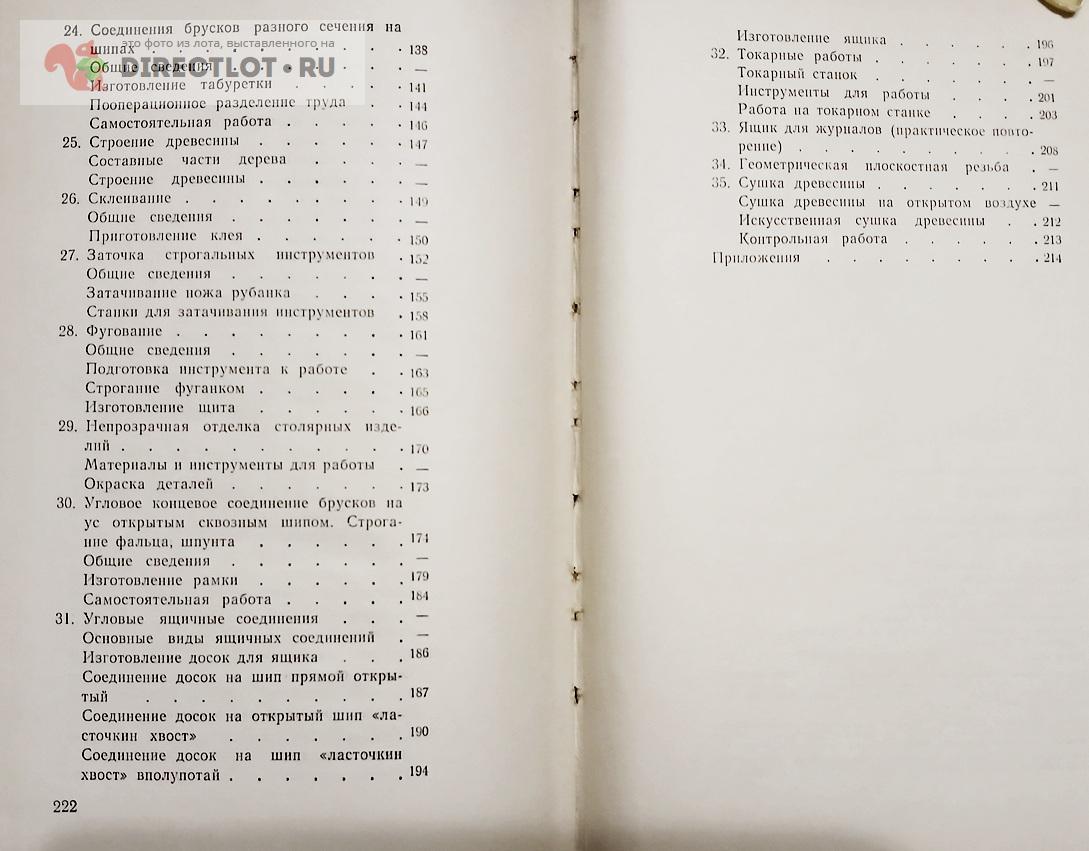 24. Соединения брусков разного сечения на
шипах . . . . . . . . . 138
это фото из лота, выставленного на
DIRECTLOT.RU
Общие сведения . . . . . . —
Изготовление табуретки . . . . . 141
Пооперационное разделение труда . . 144
Самостоятельная работа . . . . . 146
25. Строение древесины . . . . . . 147
Составные части дерева . . . . —
Строение древесины . . . . . . —
26. Склеивание . . . . . . . . . 149
Общие сведения . . . . . . . —
Приготовление клея . . . . . . 150
27. Заточка строгальных инструментов . 152
Общие сведения . . . . . . . —
Затачивание ножа рубанка . . . . 155
Станки для затачивания инструментов . 158
28. Фугование . . . . . . . . . 161
Общие сведения . . . . . . . —
Подготовка инструмента к работе . . 163
Строгание фуганком . . . . . . 165
Изготовление щита . . . . . . 166
29. Непрозрачная отделка столярных изде-
лий . . . . . . . . . . . 170
Материалы и инструменты для работы . —
Окраска деталей . . . . . . . 173
30. Угловое концевое соединение брусков на
ус открытым сквозным шипом. Строга-
ние фальца, шпунта . . . . . . 174
Общие сведения . . . . . . . —
Изготовление рамки . . . . . . 179
Самостоятельная работа . . . . . 184
31. Угловые ящичные соединения . . . —
Основные виды ящичных соединений . —
Изготовление досок для ящика . . . 186
Соединение досок на шип прямой откры-
тый . . . . . . . . . . 187
Соединение досок на открытый шип «ла-
сточкин хвост» . . . . . . . 190
Соединение досок на шип «ласточкин
хвост» вполупотай . . . . . . . 194
222
Изготовление ящика . . . . . . 196
32. Токарные работы . . . . . . . 197
Токарный станок . . . . . . . —
Инструменты для работы . . . . 201
Работа на токарном станке . . . . 203
33. Ящик для журналов (практическое повто-
рение) . . . . . . . . . . 208
34. Геометрическая плоскостная резьба . —
35. Сушка древесины . . . . . . . 211
Сушка древесины на открытом воздухе —
Искусственная сушка древесины . . 212
Контрольная работа . . . . . . 213
Приложения . . . . . . . . . 214